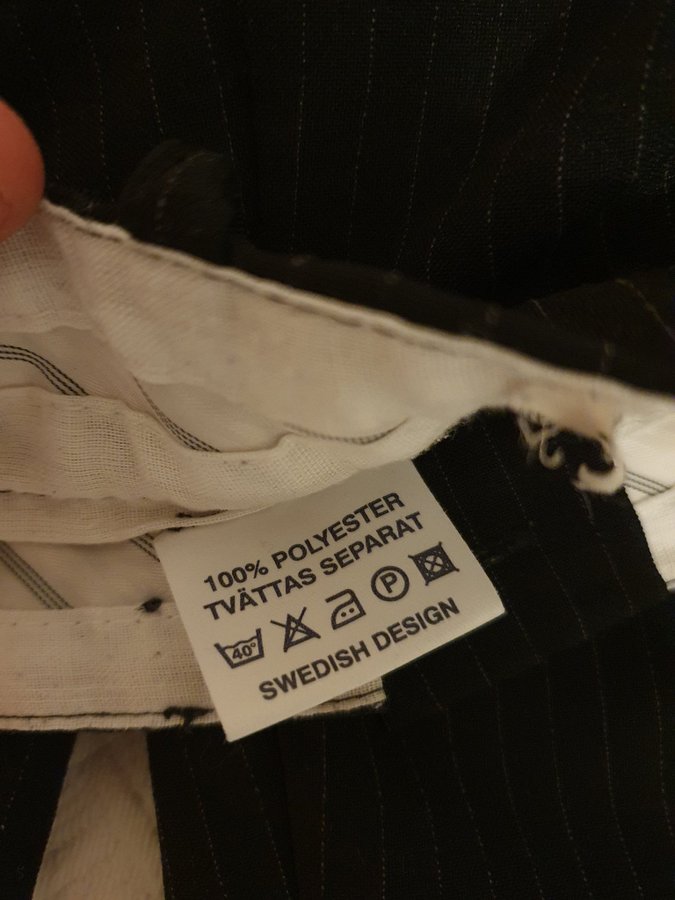 100% POLYESTER
TVÄTTAS SEPARAT
40° P
SWEDISH DESIGN